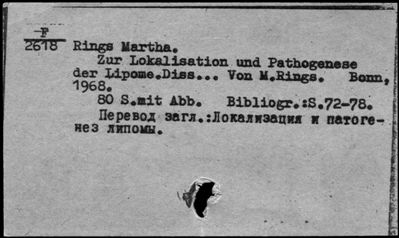 F
2618 Rings Martha.
Zur Lokalisation und Pathogenese
der Lipome.Diss... Von M.Rings. Bonn,
1968.
80 S.mit Abb. Bibliogr.:S.72-78.
Перевод загл.:Локализация и патоге-
нез липомы.